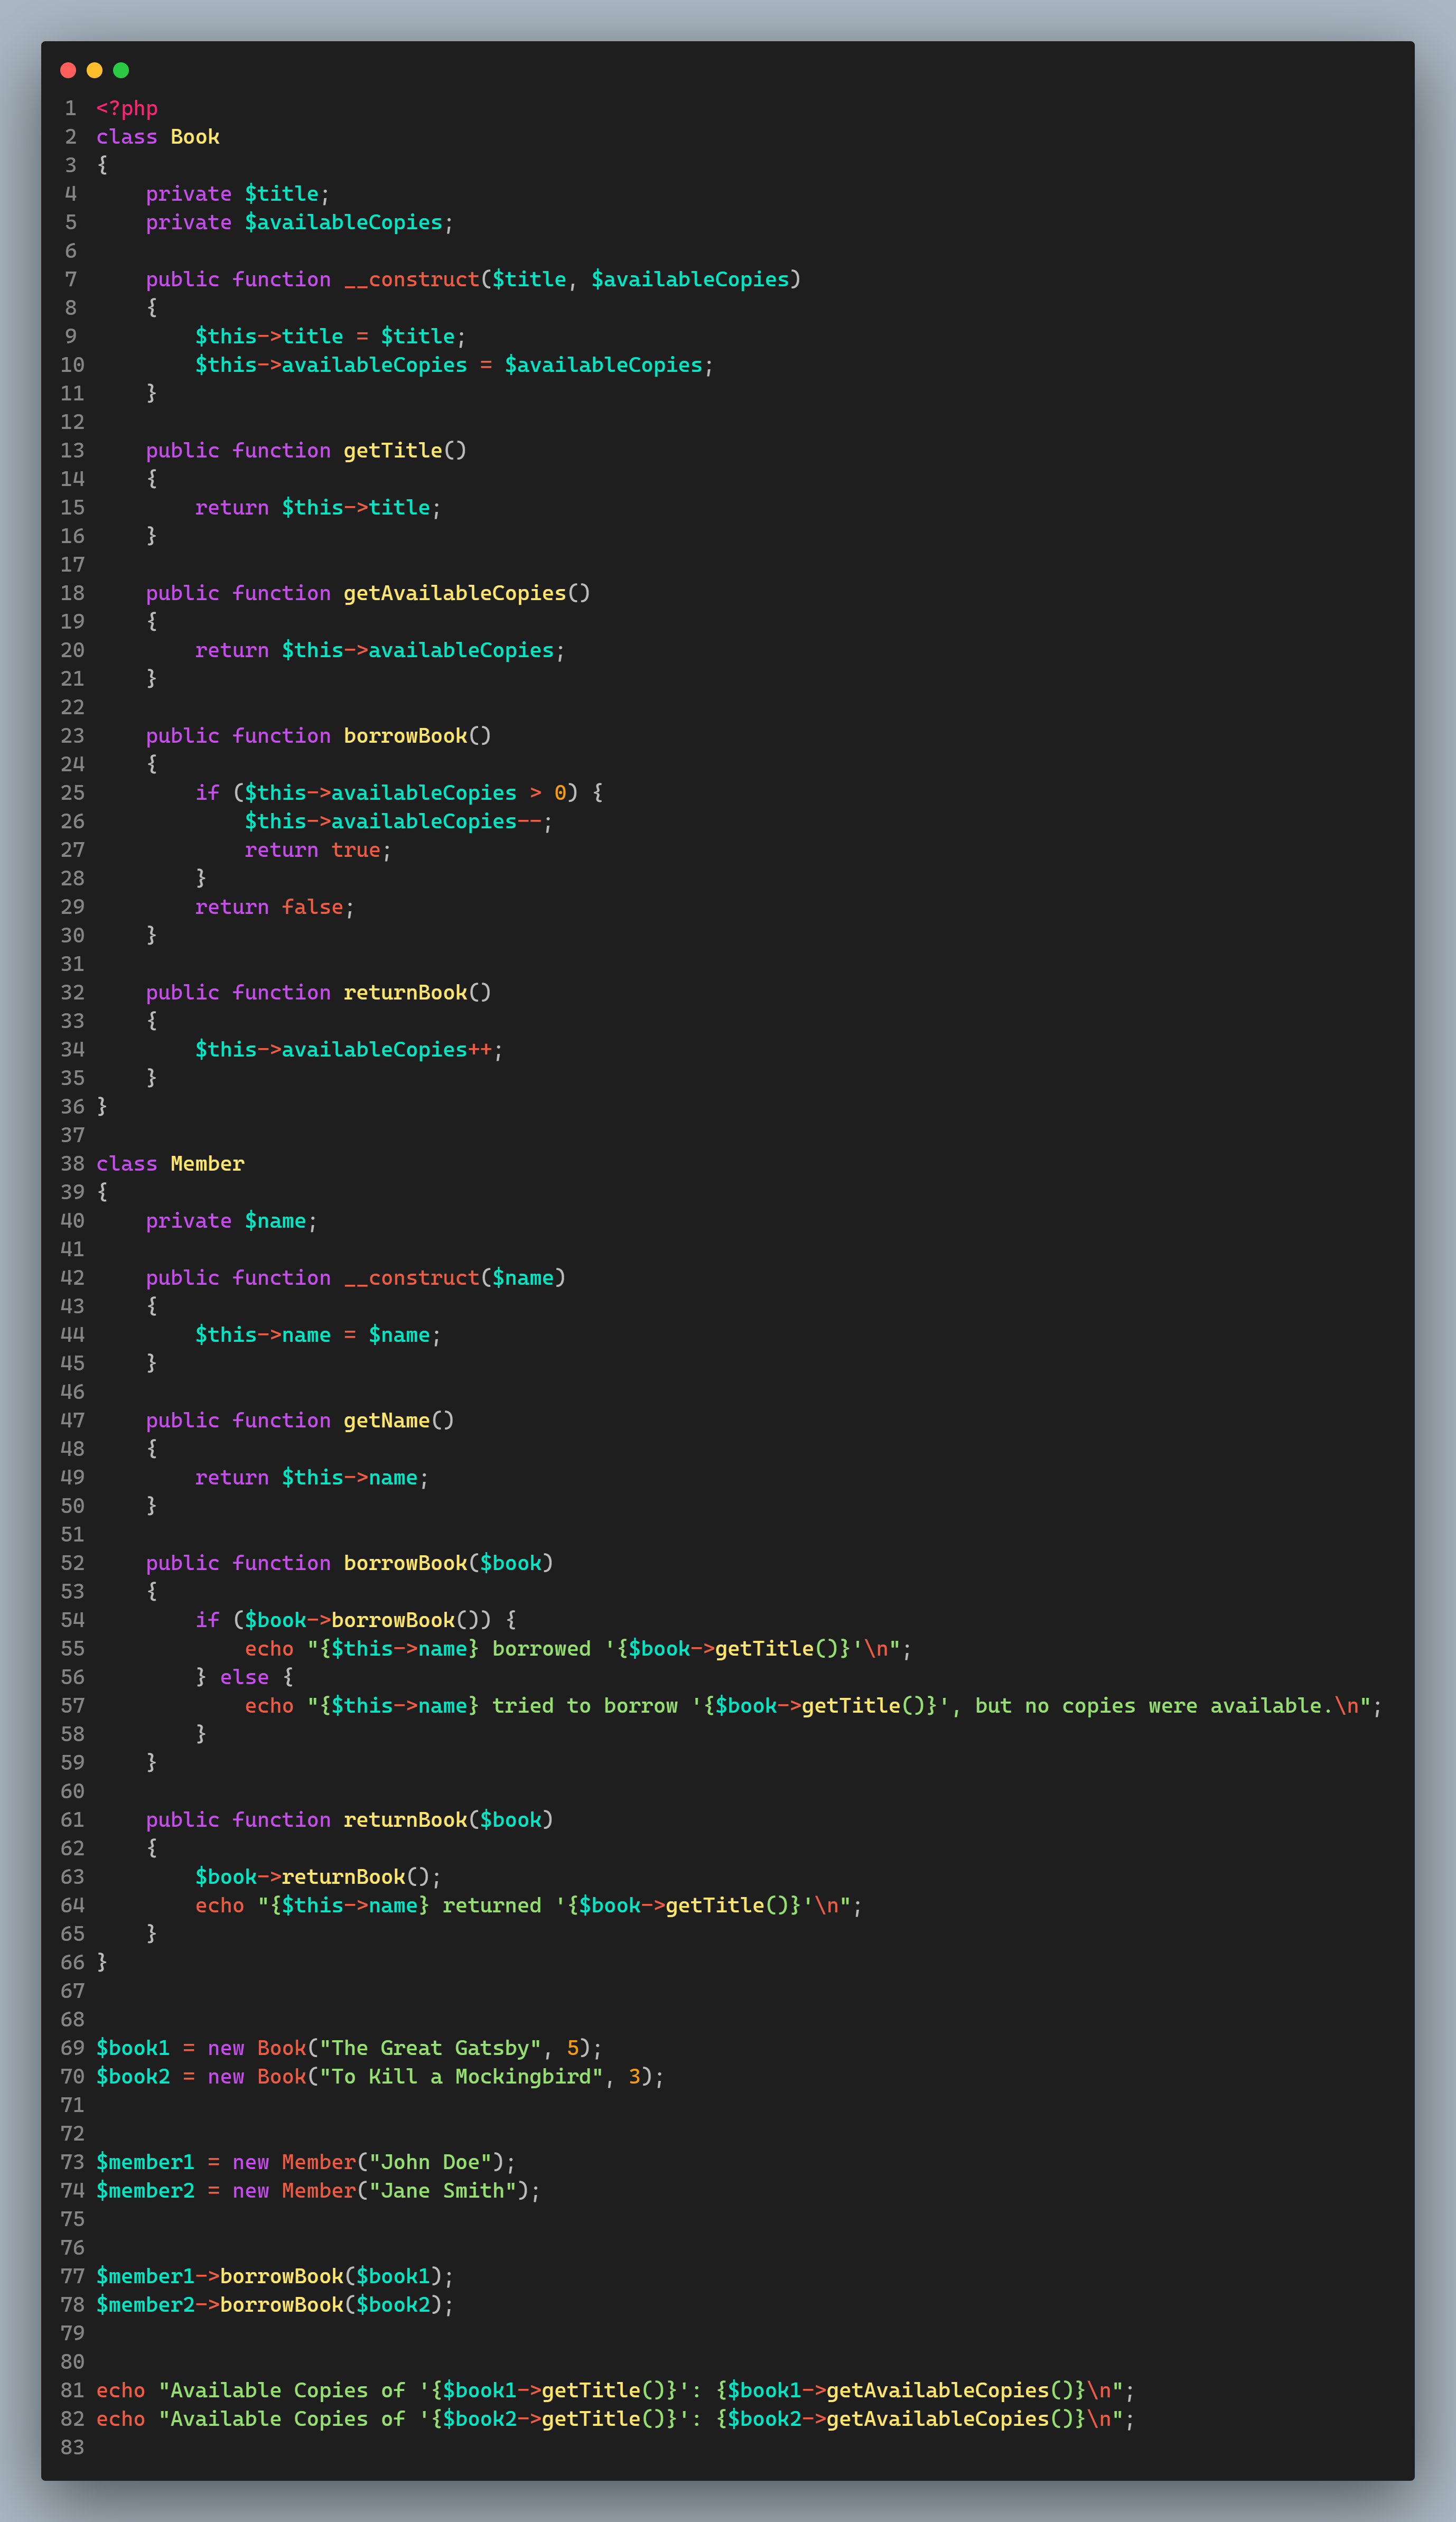 1 <?php
2 class Book
3 {
4     private $title;
5     private $availableCopies;
6
7     public function __construct($title, $availableCopies)
8     {
9         $this->title = $title;
10         $this->availableCopies = $availableCopies;
11     }
12
13     public function getTitle()
14     {
15         return $this->title;
16     }
17
18     public function getAvailableCopies()
19     {
20         return $this->availableCopies;
21     }
22
23     public function borrowBook()
24     {
25         if ($this->availableCopies > 0) {
26             $this->availableCopies--;
27             return true;
28         }
29         return false;
30     }
31
32     public function returnBook()
33     {
34         $this->availableCopies++;
35     }
36 }
37
38 class Member
39 {
40     private $name;
41
42     public function __construct($name)
43     {
44         $this->name = $name;
45     }
46
47     public function getName()
48     {
49         return $this->name;
50     }
51
52     public function borrowBook($book)
53     {
54         if ($book->borrowBook()) {
55             echo "{$this->name} borrowed '{$book->getTitle()}'\n";
56         } else {
57             echo "{$this->name} tried to borrow '{$book->getTitle()}', but no copies were available.\n";
58         }
59     }
60
61     public function returnBook($book)
62     {
63         $book->returnBook();
64         echo "{$this->name} returned '{$book->getTitle()}'\n";
65     }
66 }
67
68
69 $book1 = new Book("The Great Gatsby", 5);
70 $book2 = new Book("To Kill a Mockingbird", 3);
71
72
73 $member1 = new Member("John Doe");
74 $member2 = new Member("Jane Smith");
75
76
77 $member1->borrowBook($book1);
78 $member2->borrowBook($book2);
79
80
81 echo "Available Copies of '{$book1->getTitle()}': {$book1->getAvailableCopies()}\n";
82 echo "Available Copies of '{$book2->getTitle()}': {$book2->getAvailableCopies()}\n";
83